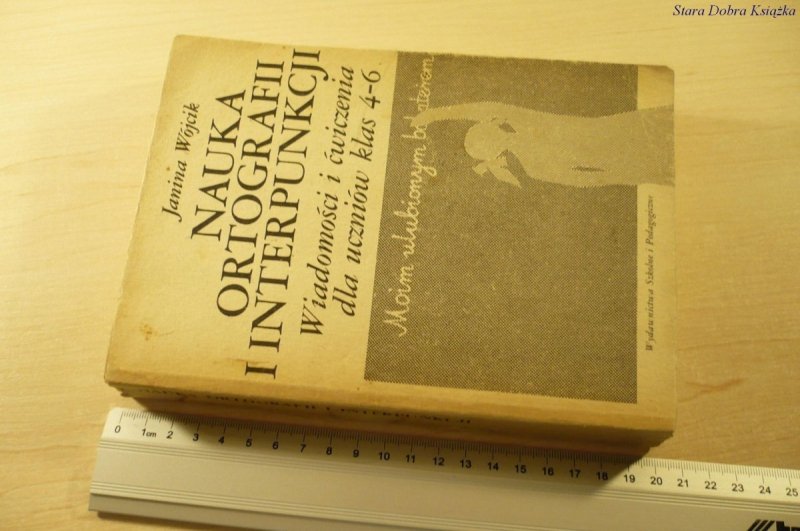 Stara Dobra Książka
Janina Wójcik
NAUKA
ORTOGRAFII
I INTERPUNKCJI
Wiadomości i ćwiczenia
dla uczniów klas 4-6
Moim ulubionym bohaterem
Wydawnictwa Szkolne i Pedagogiczne
ORTOGRAFII I INTERPUNKCJI
0 1cm 2 3 4 5 6 7 8 9 10 11 12 13 14 15 16 17 18 19 20 21 22 23 24 25